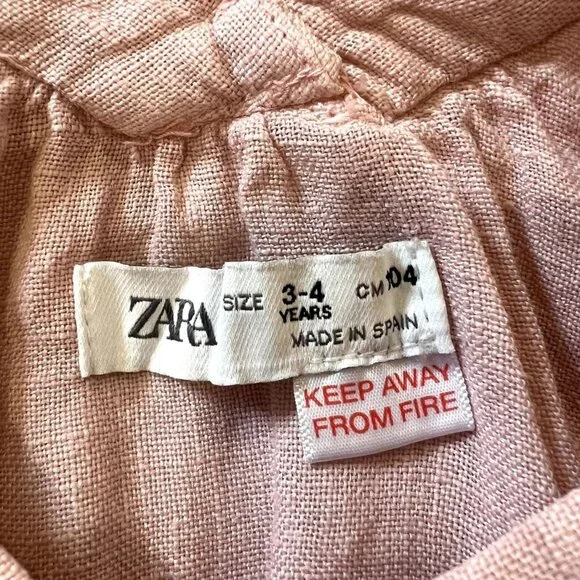 ZARA SIZE 3-4 YEARS CM 104
MADE IN SPAIN
KEEP AWAY
FROM FIRE